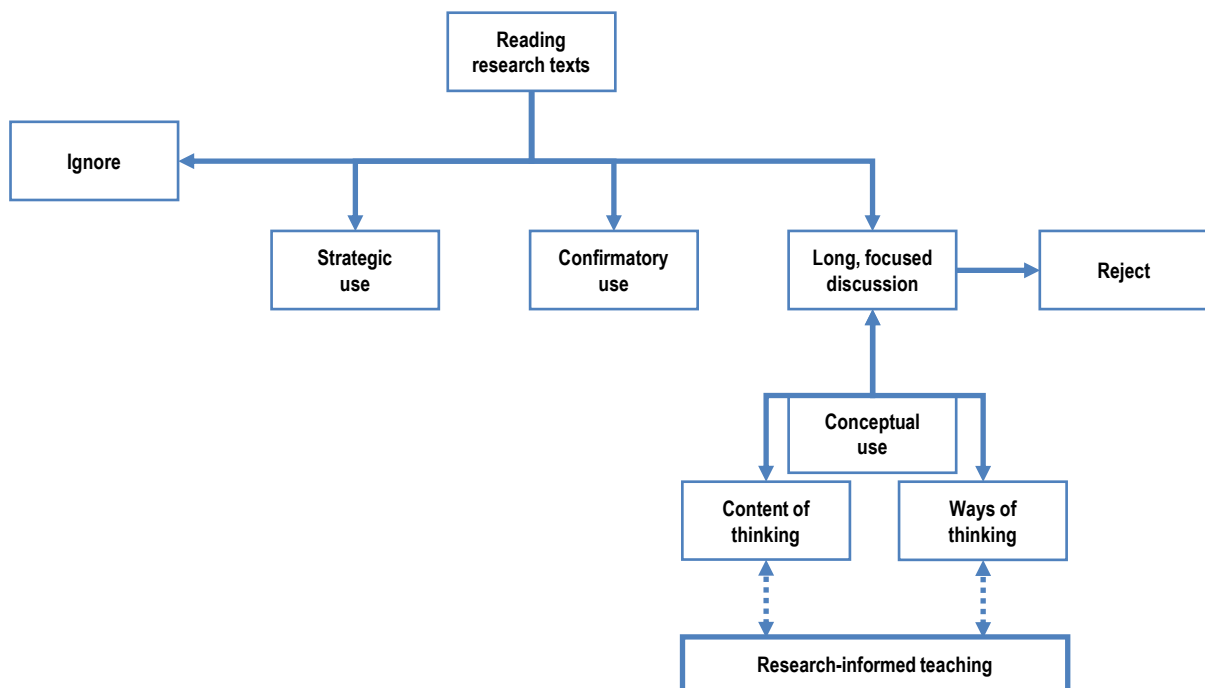 Reading
research texts
Ignore
Strategic
use
Confirmatory
use
Long, focused
discussion
Reject
Conceptual
use
Content of
thinking
Ways of
thinking
Research-informed teaching